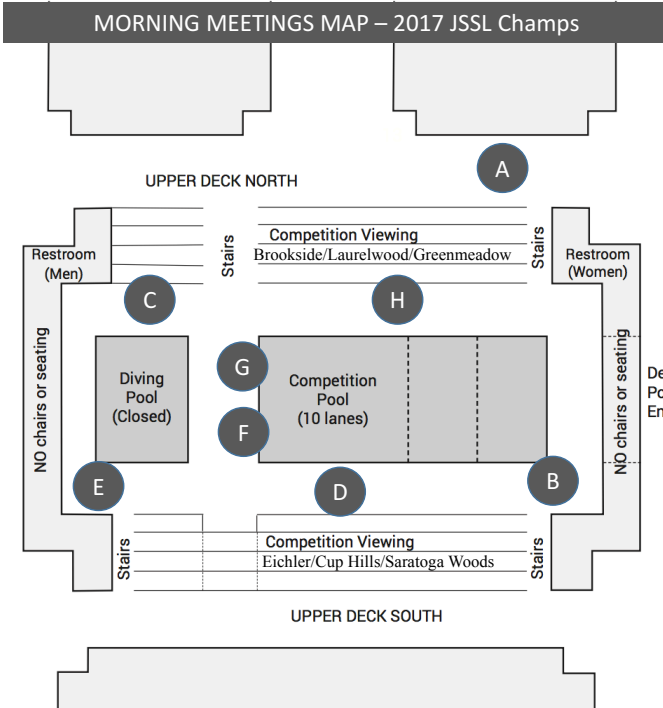 MORNING MEETINGS MAP – 2017 JSSL Champs
A
UPPER DECK NORTH
Stairs
Competition Viewing
Brookside/Laurelwood/Greenmeadow
Stairs
Restroom
(Men)
Restroom
(Women)
C
H
NO chairs or seating
Diving
Pool
(Closed)
G
F
Competition
Pool
(10 lanes)
NO chairs or seating
De
Po
En
E
D
B
Stairs
Competition Viewing
Eichler/Cup Hills/Saratoga Woods
Stairs
UPPER DECK SOUTH